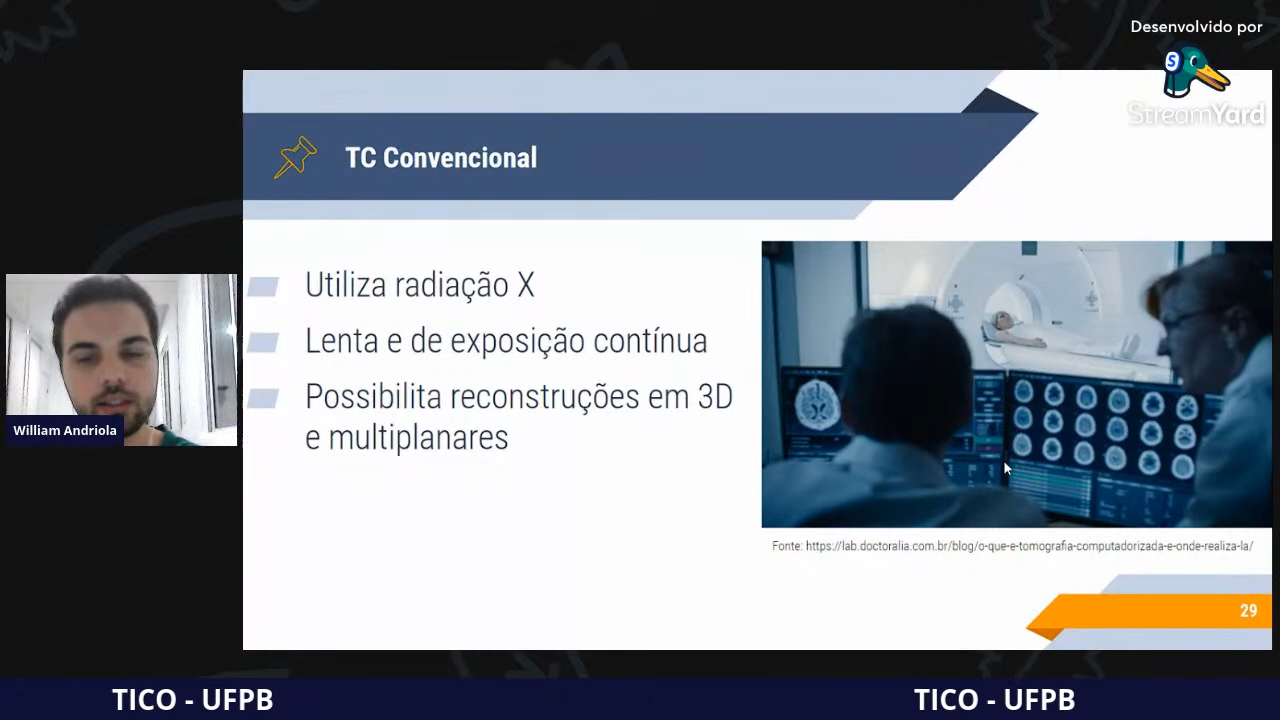 Desenvolvido por
StreamYard
TC Convencional
Utiliza radiação X
Lenta e de exposição contínua
Possibilita reconstruções em 3D
e multiplanares
William Andriola
Fonte: https://lab.doctoralia.com.br/blog/o-que-e-tomografia-computadorizada-e-onde-realiza-la/
29
TICO - UFPB
TICO - UFPB